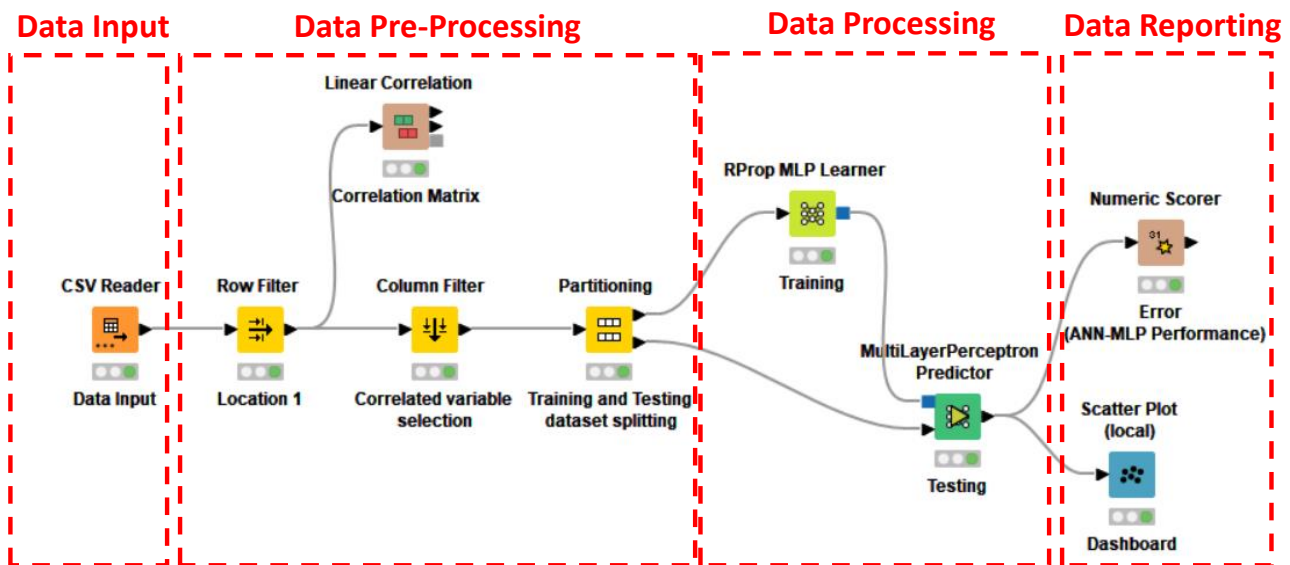 Data Input
Data Pre-Processing
Data Processing
Data Reporting
Linear Correlation
Correlation Matrix
CSV Reader
Data Input
Row Filter
Location 1
Column Filter
Correlated variable
selection
Partitioning
Training and Testing
dataset splitting
RProp MLP Learner
Training
MultiLayerPerceptron
Predictor
Testing
Numeric Scorer
31
Error
(ANN-MLP Performance)
Scatter Plot
(local)
Dashboard